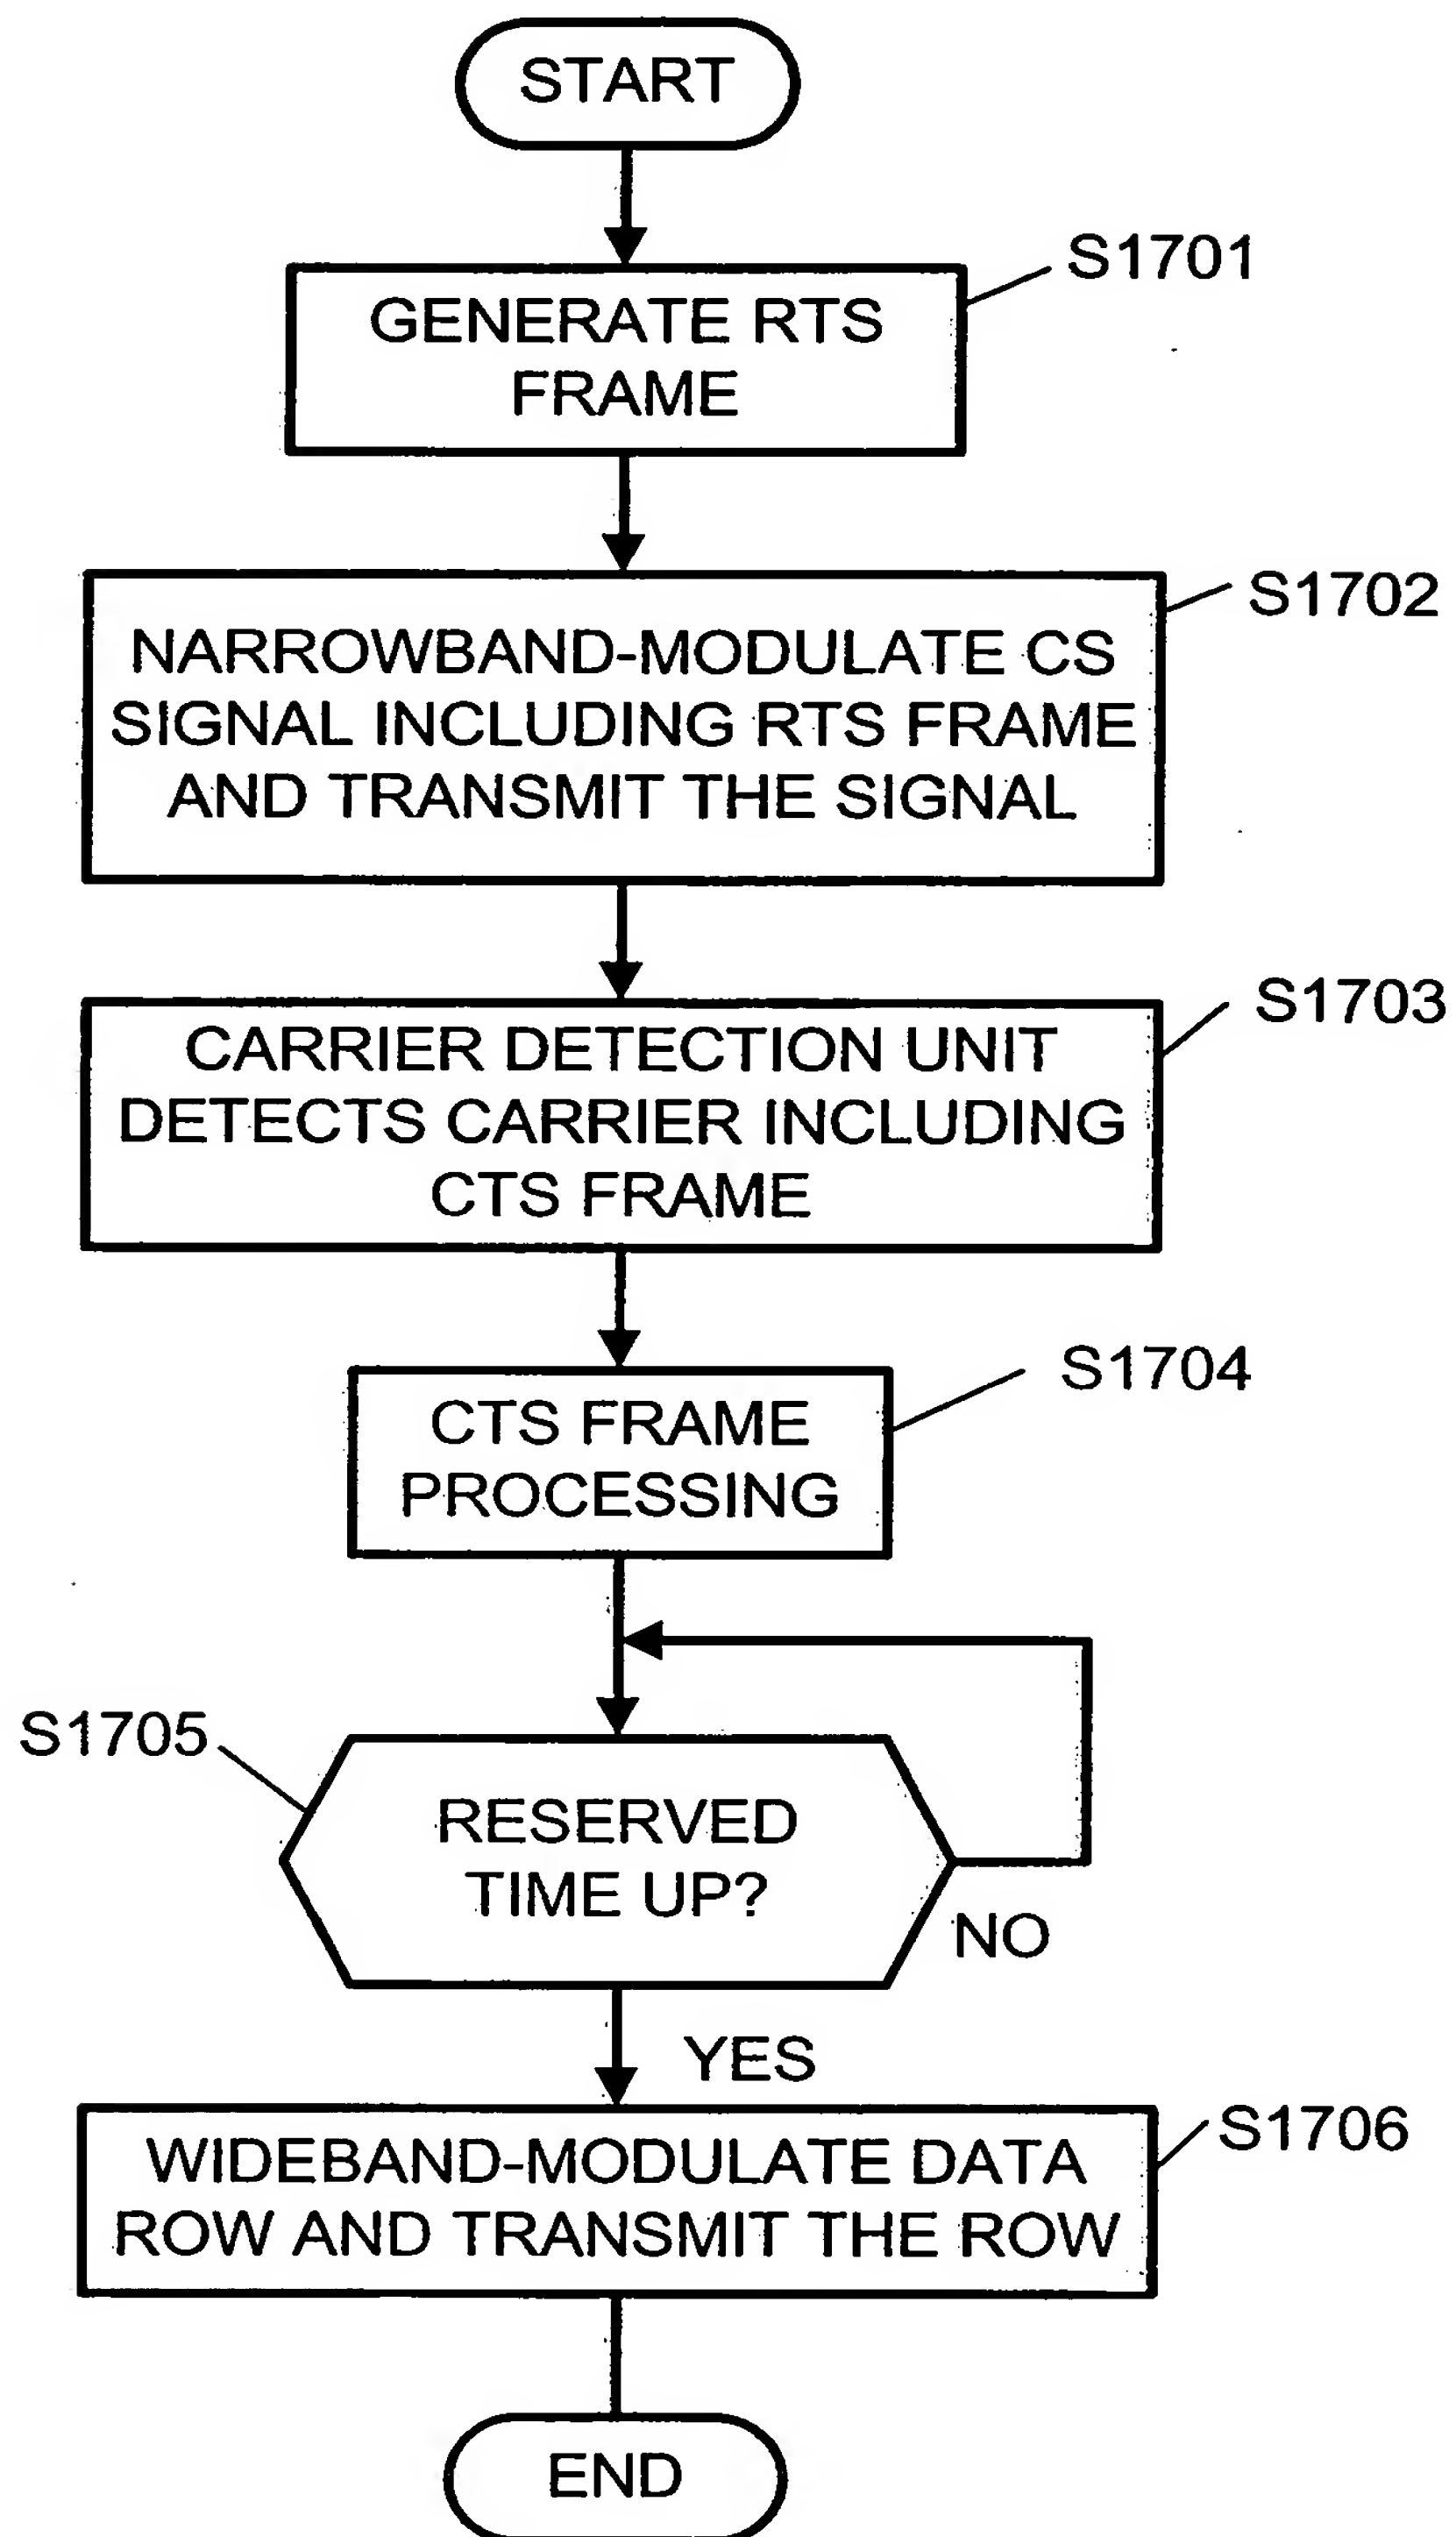 START
S1701
GENERATE RTS
FRAME
S1702
NARROWBAND-MODULATE CS
SIGNAL INCLUDING RTS FRAME
AND TRANSMIT THE SIGNAL
S1703
CARRIER DETECTION UNIT
DETECTS CARRIER INCLUDING
CTS FRAME
S1704
CTS FRAME
PROCESSING
S1705
RESERVED
TIME UP?
NO
YES
S1706
WIDEBAND-MODULATE DATA
ROW AND TRANSMIT THE ROW
END